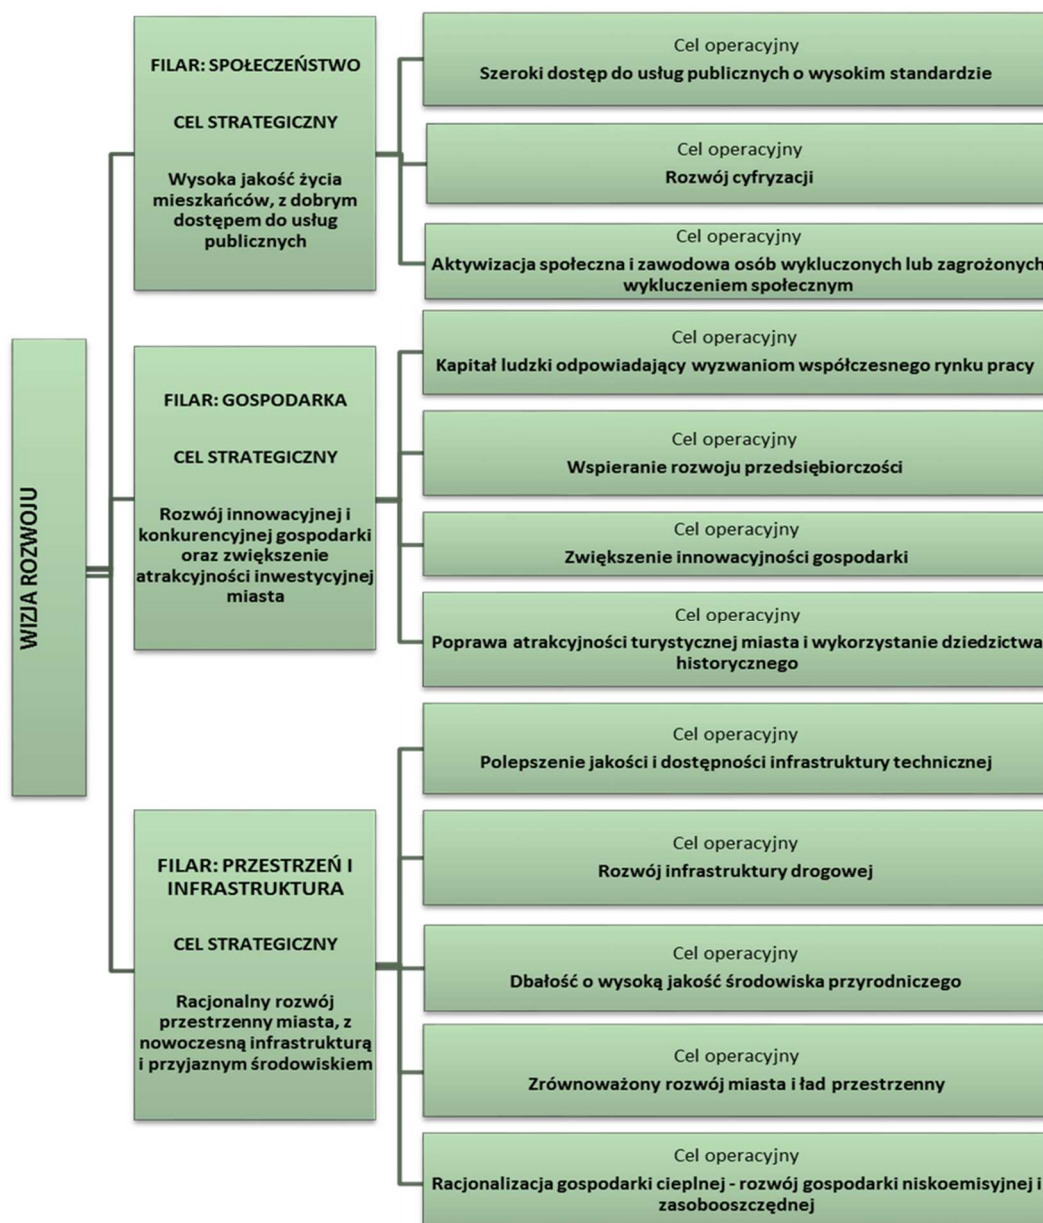 WIZJA ROZWOJU
FILAR: SPOŁECZEŃSTWO
CEL STRATEGICZNY
Wysoka jakość życia
mieszkańców, z dobrym
dostępem do usług
publicznych
Cel operacyjny
Szeroki dostęp do usług publicznych o wysokim standardzie
Cel operacyjny
Rozwój cyfryzacji
Cel operacyjny
Aktywizacja społeczna i zawodowa osób wykluczonych lub zagrożonych
wykluczeniem społecznym
FILAR: GOSPODARKA
CEL STRATEGICZNY
Rozwój innowacyjnej i
konkurencyjnej gospodarki
oraz zwiększenie
atrakcyjności inwestycyjnej
miasta
Cel operacyjny
Kapitał ludzki odpowiadający wyzwaniom współczesnego rynku pracy
Cel operacyjny
Wspieranie rozwoju przedsiębiorczości
Cel operacyjny
Zwiększenie innowacyjności gospodarki
Cel operacyjny
Poprawa atrakcyjności turystycznej miasta i wykorzystanie dziedzictwa
historycznego
FILAR: PRZESTRZEŃ I
INFRASTRUKTURA
CEL STRATEGICZNY
Racjonalny rozwój
przestrzenny miasta, z
nowoczesną infrastrukturą
i przyjaznym środowiskiem
Cel operacyjny
Polepszenie jakości i dostępności infrastruktury technicznej
Cel operacyjny
Rozwój infrastruktury drogowej
Cel operacyjny
Dbałość o wysoką jakość środowiska przyrodniczego
Cel operacyjny
Zrównoważony rozwój miasta i ład przestrzenny
Cel operacyjny
Racjonalizacja gospodarki cieplnej - rozwój gospodarki niskoemisyjnej i
zasobooszczędnej